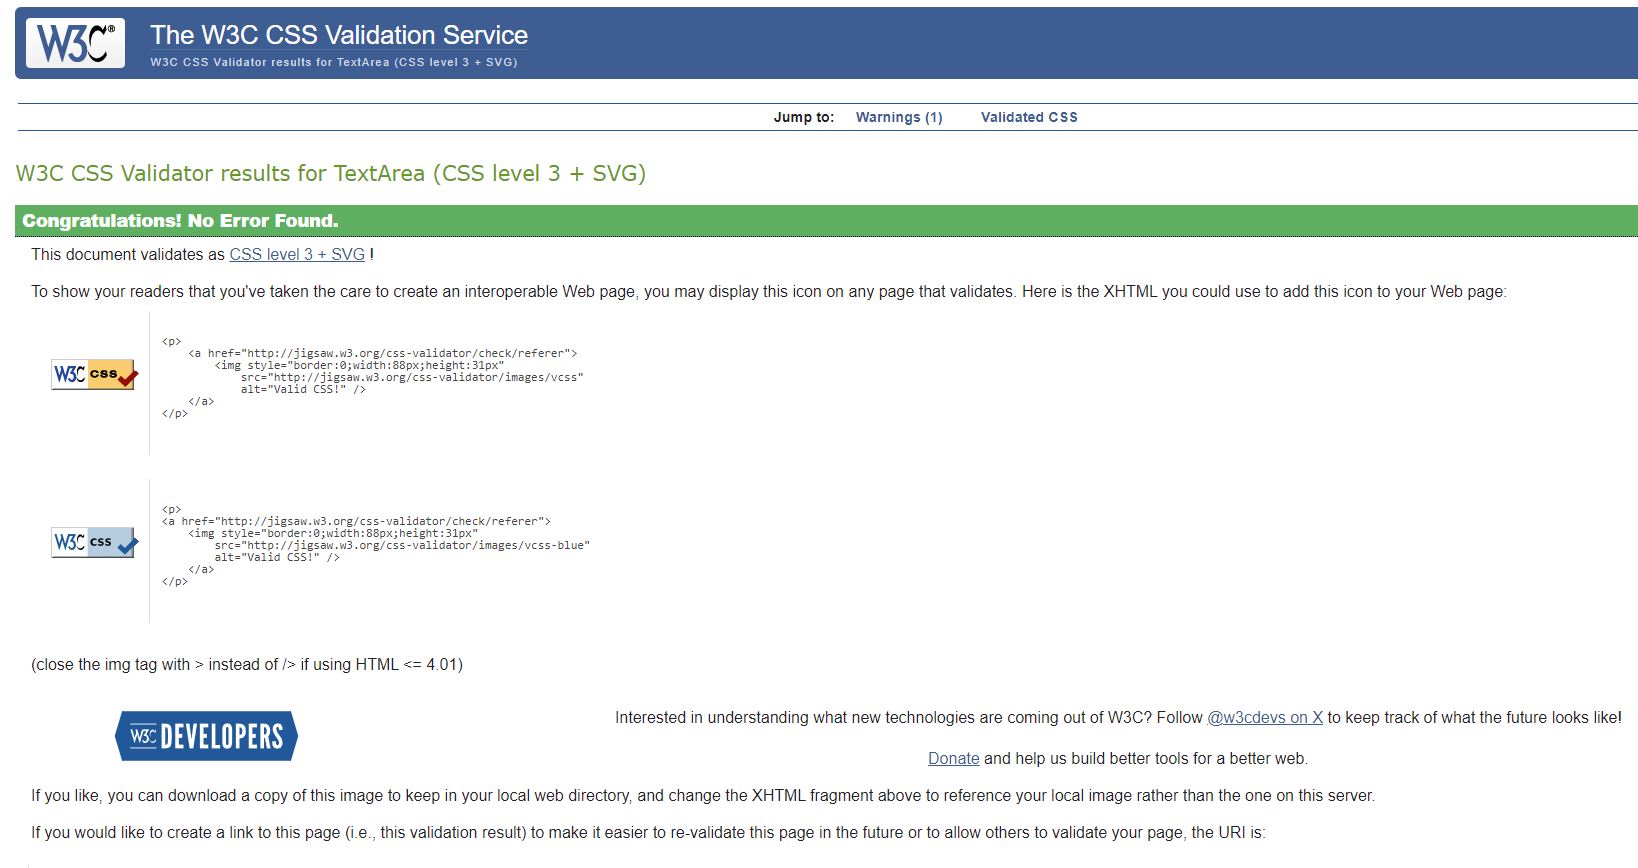 W3C®
The W3C CSS Validation Service
W3C CSS Validator results for TextArea (CSS level 3 + SVG)
Jump to: Warnings (1) Validated CSS
W3C CSS Validator results for TextArea (CSS level 3 + SVG)
Congratulations! No Error Found.
This document validates as CSS level 3 + SVG !
To show your readers that you've taken the care to create an interoperable Web page, you may display this icon on any page that validates. Here is the XHTML you could use to add this icon to your Web page:
W3C css
<p>
<a href="http://jigsaw.w3.org/css-validator/check/referer">
<img style="border:0;width:88px;height:31px"
src="http://jigsaw.w3.org/css-validator/images/vcss"
alt="Valid CSS!" />
</a>
</p>
W3C css
<p>
<a href="http://jigsaw.w3.org/css-validator/check/referer">
<img style="border:0;width:88px;height:31px"
src="http://jigsaw.w3.org/css-validator/images/vcss-blue"
alt="Valid CSS!" />
</a>
</p>
(close the img tag with > instead of /> if using HTML <= 4.01)
W3C DEVELOPERS
Interested in understanding what new technologies are coming out of W3C? Follow @w3cdevs on X to keep track of what the future looks like!
Donate and help us build better tools for a better web.
If you like, you can download a copy of this image to keep in your local web directory, and change the XHTML fragment above to reference your local image rather than the one on this server.
If you would like to create a link to this page (i.e., this validation result) to make it easier to re-validate this page in the future or to allow others to validate your page, the URI is: